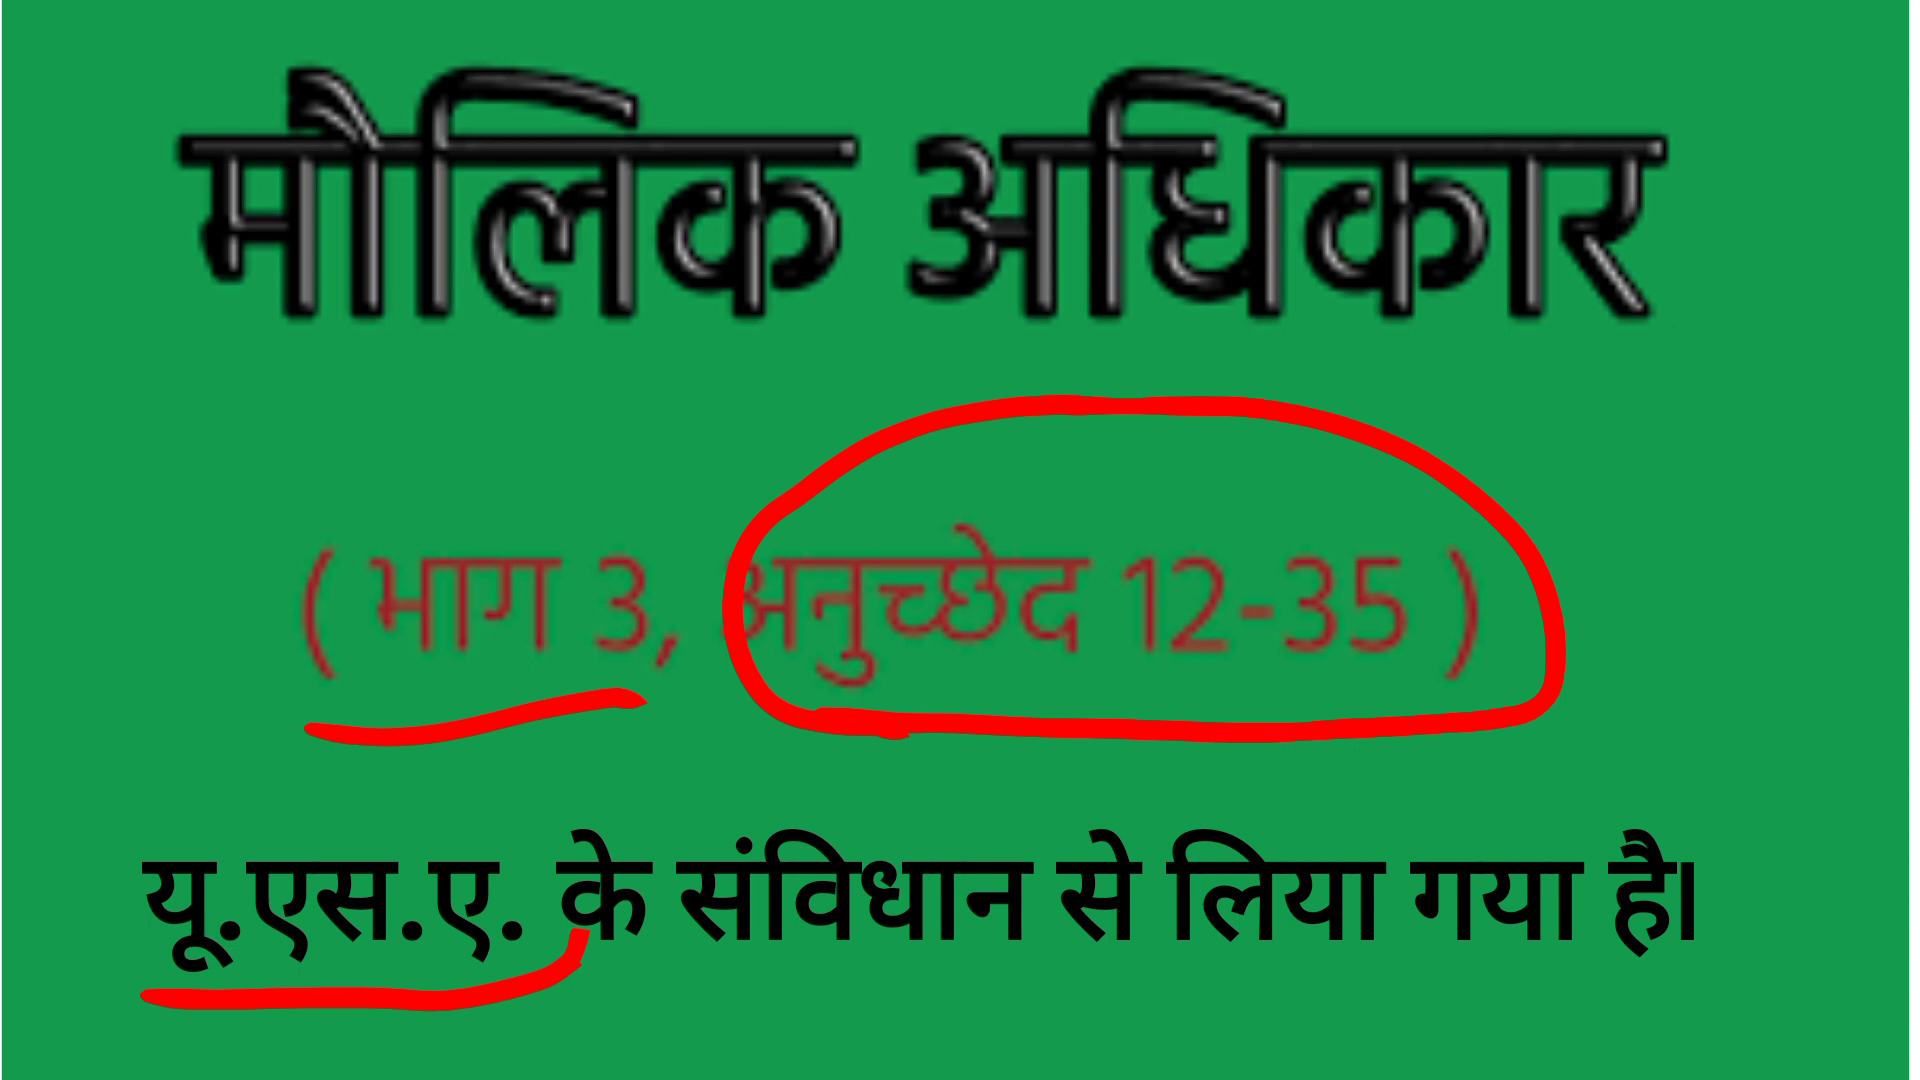 मौलिक अधिकार
( भाग 3, अनुच्छेद 12-35 )
यू.एस.ए. के संविधान से लिया गया है।